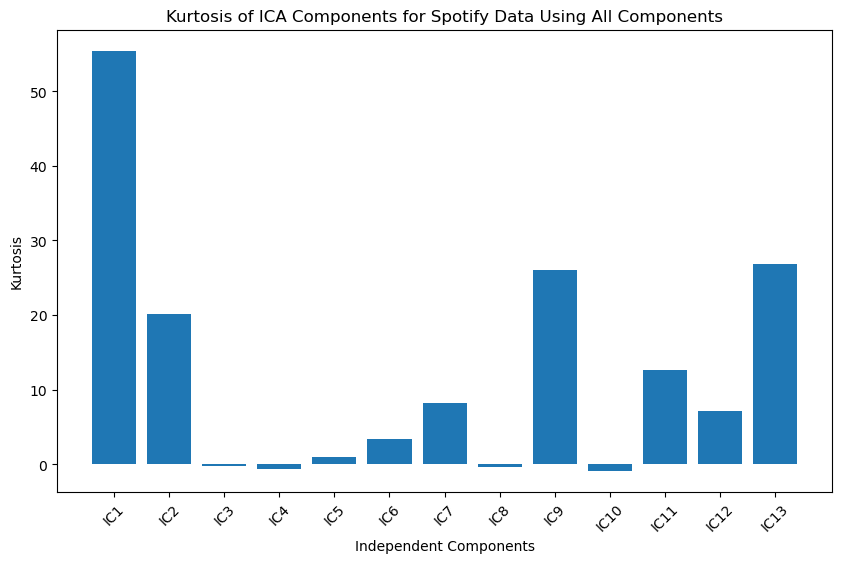 Kurtosis of ICA Components for Spotify Data Using All Components
Kurtosis
50
40
30
20
10
0
IC1 IC2 IC3 IC4 IC5 IC6 IC7 IC8 IC9 IC10 IC11 IC12 IC13
Independent Components